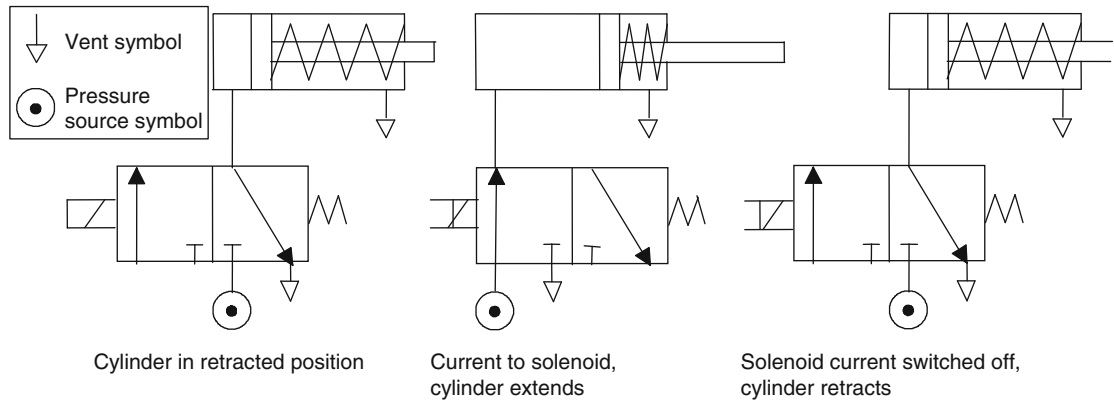 Vent symbol
Pressure
source symbol
Cylinder in retracted position
Current to solenoid,
cylinder extends
Solenoid current switched off,
cylinder retracts